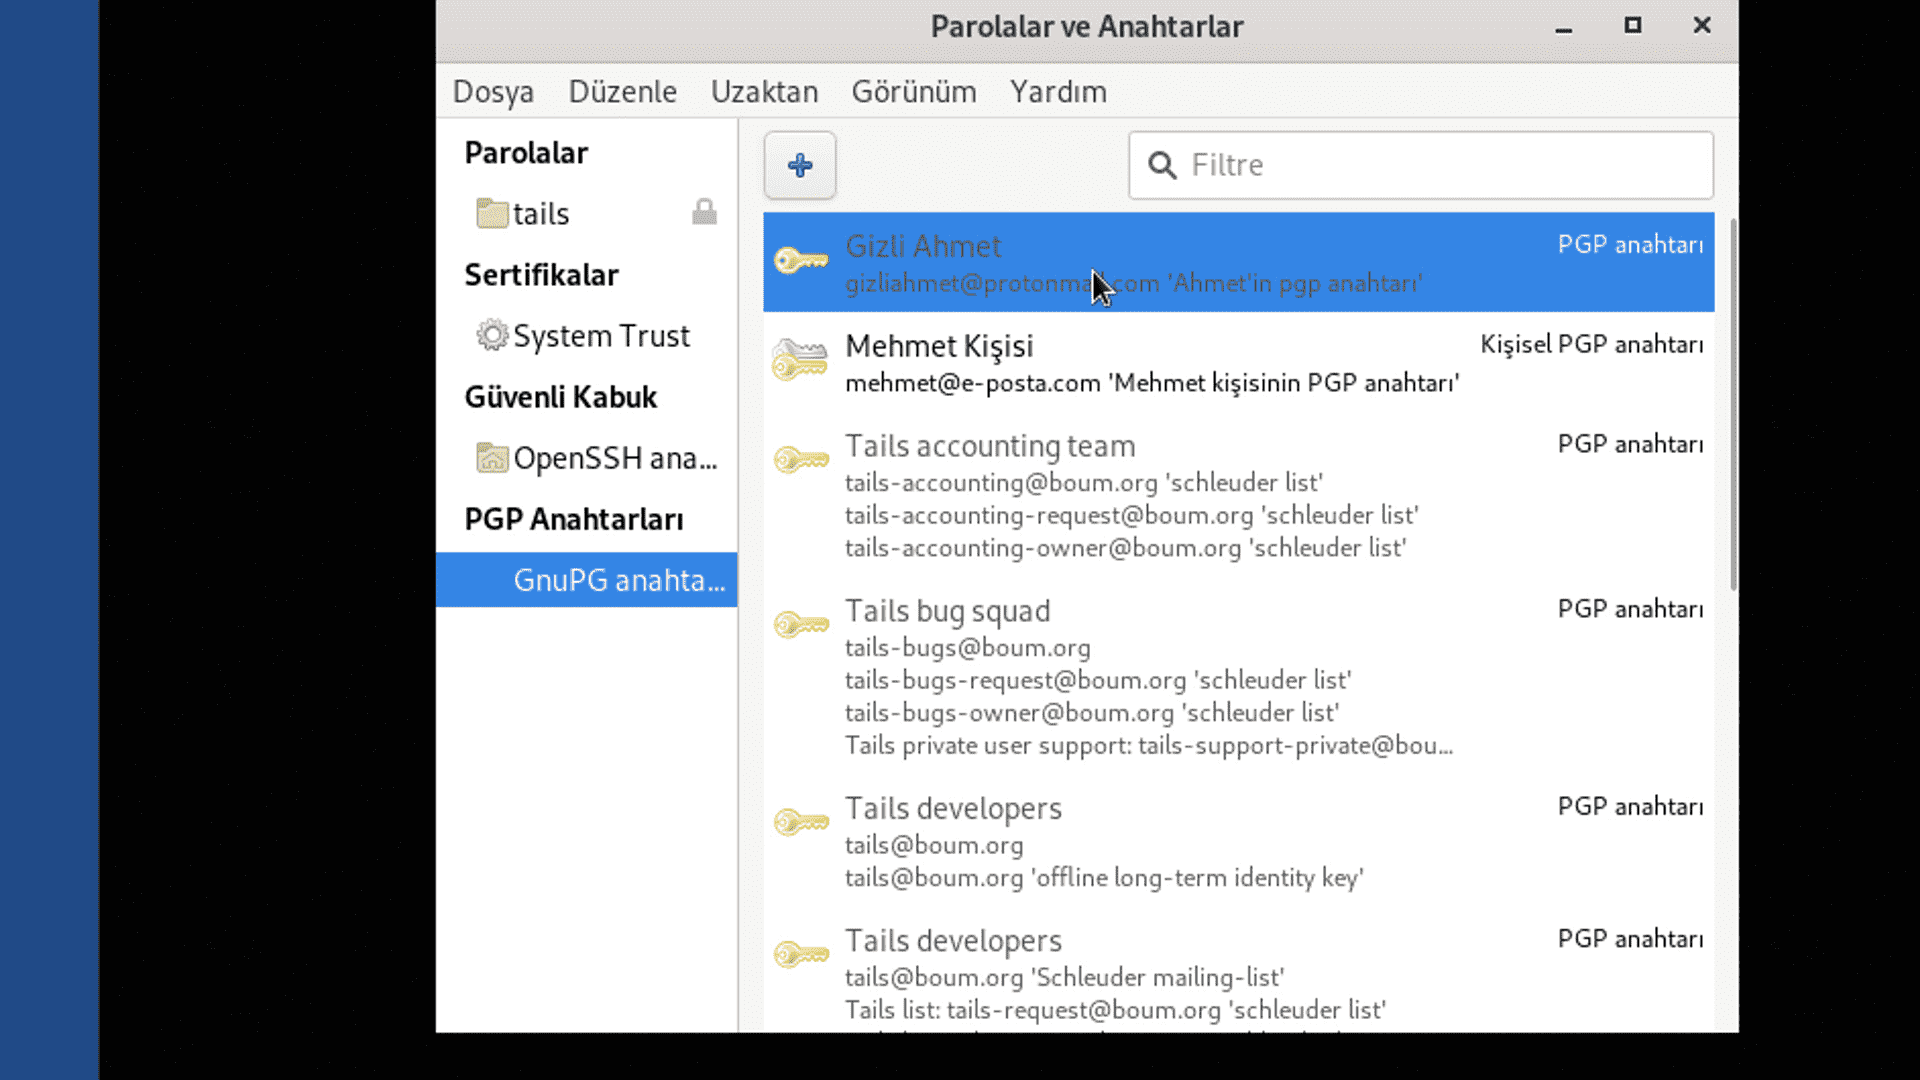 Parolalar ve Anahtarlar
Dosya Düzenle Uzaktan Görünüm Yardım
Parolalar
tails
Sertifikalar
System Trust
Güvenli Kabuk
OpenSSH ana...
PGP Anahtarları
GnuPG anahta...
Filtre
Gizli Ahmet PGP anahtarı
gizliahmet@protonma com 'Ahmet'in pgp anahtarı'
Mehmet Kişisi Kişisel PGP anahtarı
mehmet@e-posta.com 'Mehmet kişisinin PGP anahtarı'
Tails accounting team PGP anahtarı
tails-accounting@boum.org 'schleuder list'
tails-accounting-request@boum.org 'schleuder list'
tails-accounting-owner@boum.org 'schleuder list'
Tails bug squad PGP anahtarı
tails-bugs@boum.org
tails-bugs-request@boum.org 'schleuder list'
tails-bugs-owner@boum.org 'schleuder list'
Tails private user support: tails-support-private@bou...
Tails developers PGP anahtarı
tails@boum.org
tails@boum.org 'offline long-term identity key'
Tails developers PGP anahtarı
tails@boum.org 'Schleuder mailing-list'
Tails list: tails-request@boum.org 'schleuder list'